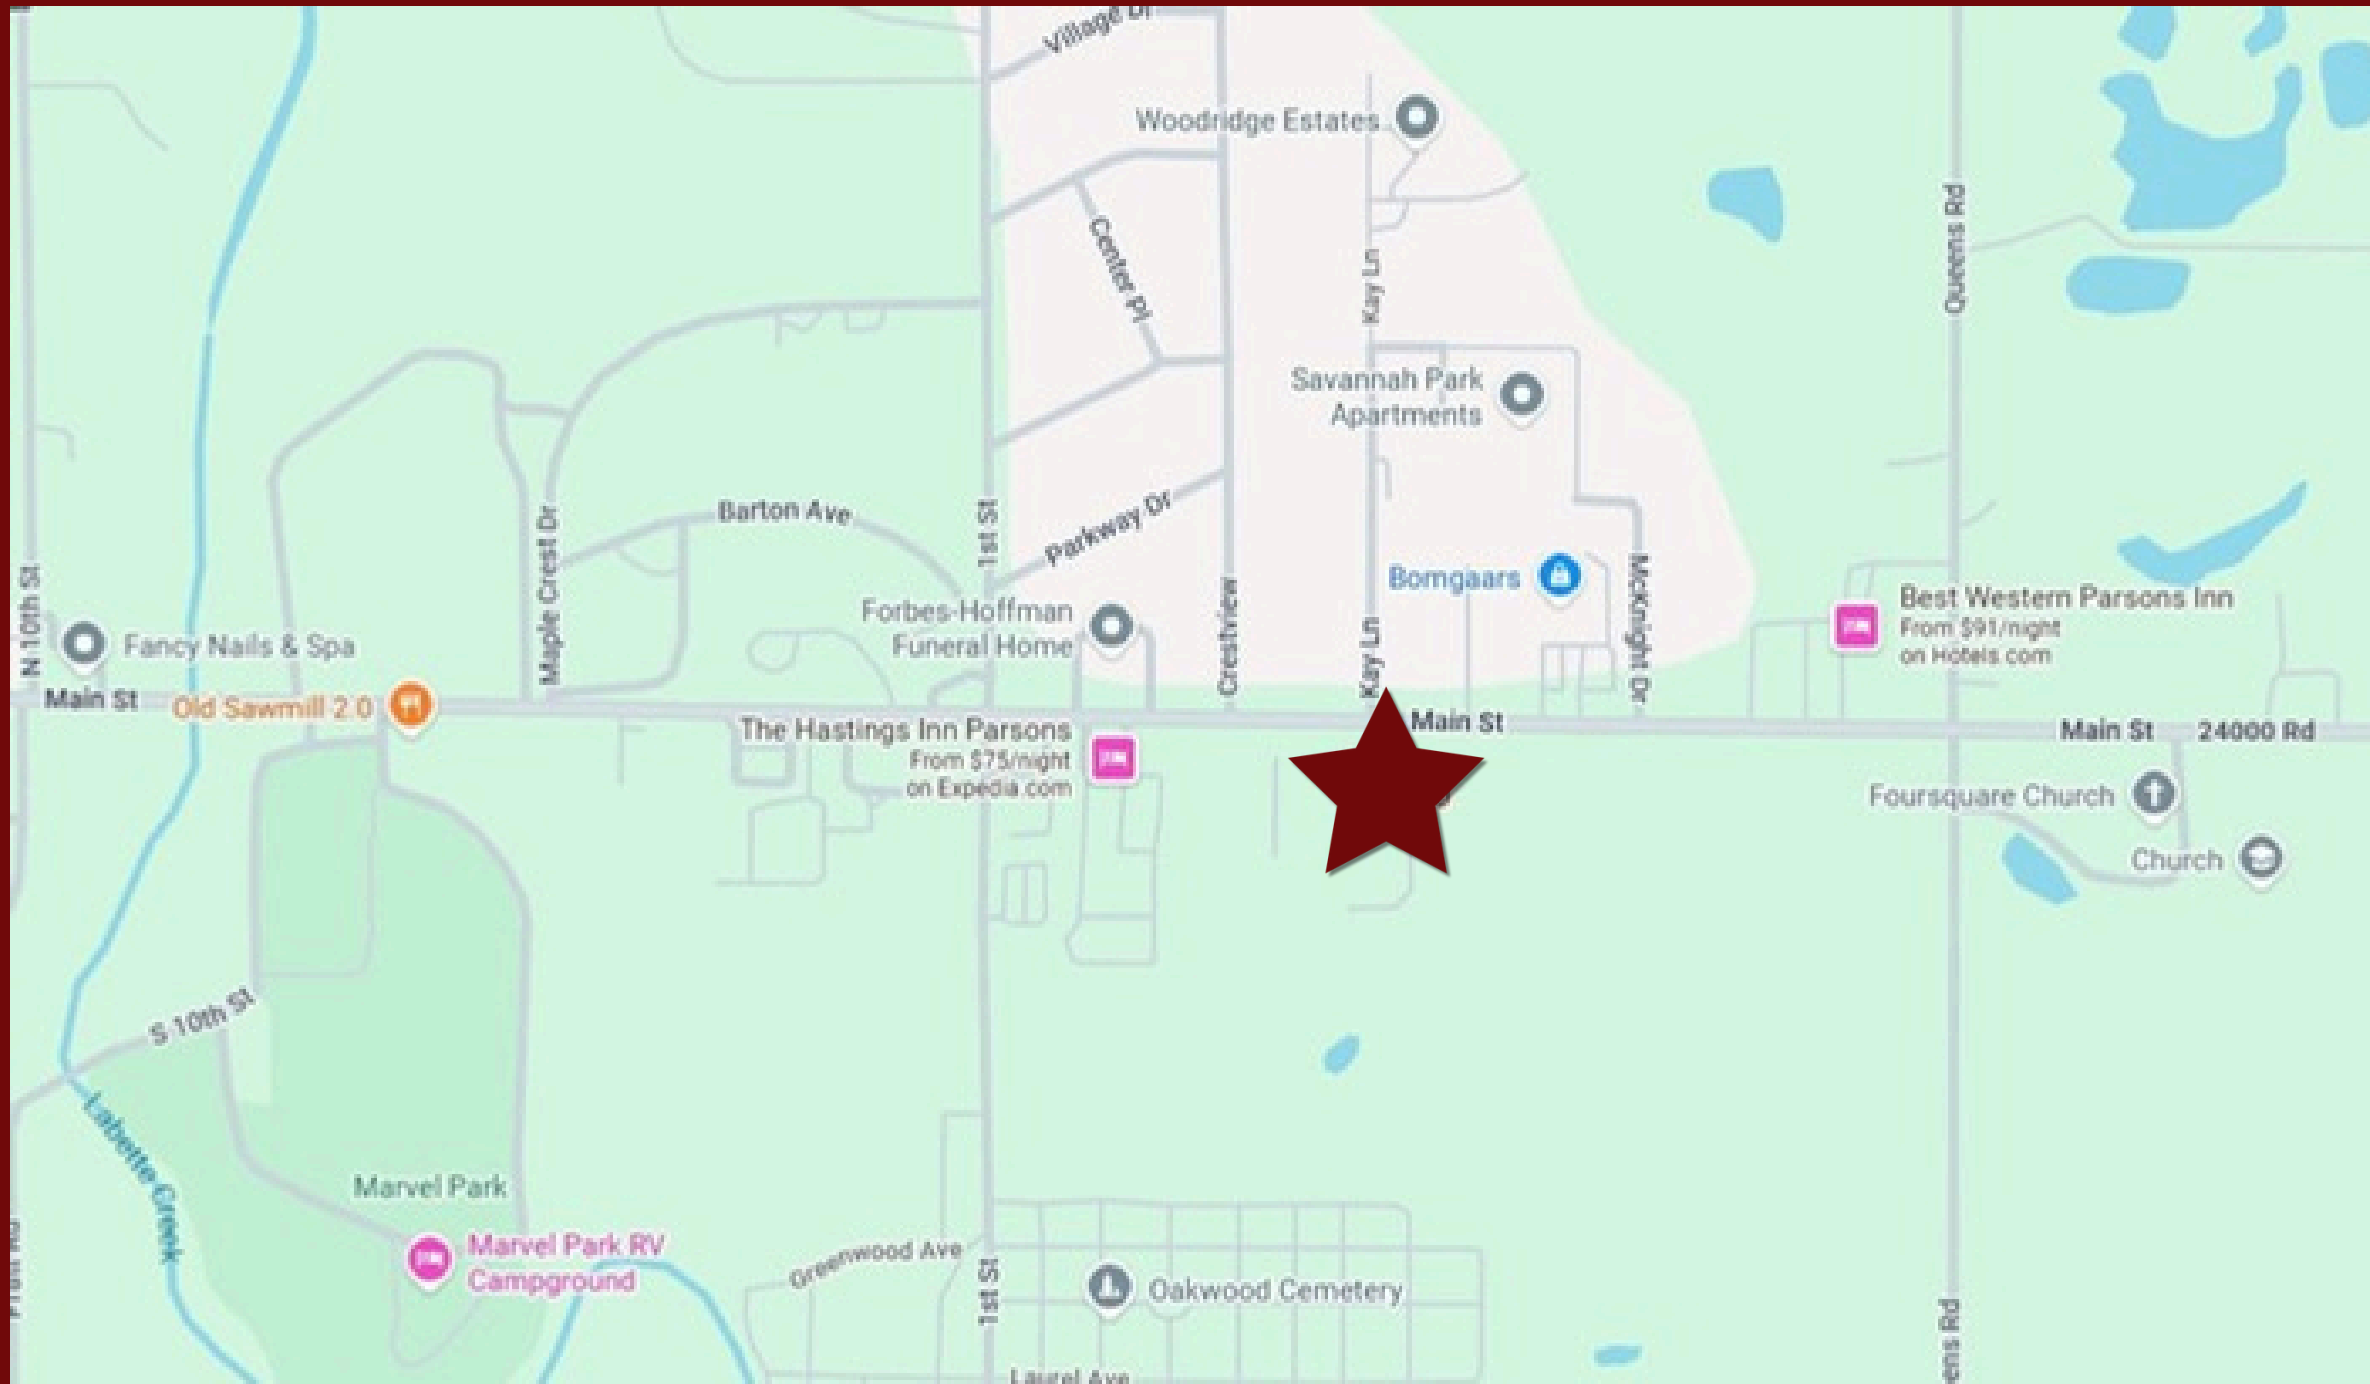 Village Dr
Woodridge Estates
Queens Rd
Center Pl
Kay Ln
Savannah Park
Apartments
Barton Ave
1st St
Parkway Dr
Maple Crest Dr
N 10th St
Bomgaars
Mcknight Dr
Crestview
Kay Ln
Forbes-Hoffman
Funeral Home
Best Western Parsons Inn
From $91/night
on Hotels.com
Fancy Nails & Spa
Main St
Old Sawmill 2.0
The Hastings Inn Parsons
From $75/night
on Expedia.com
Main St
Main St
24000 Rd
Foursquare Church
Church
S 10th St
Labette Creek
Marvel Park
Marvel Park RV
Campground
Greenwood Ave
1st St
Oakwood Cemetery
Laurel Ave